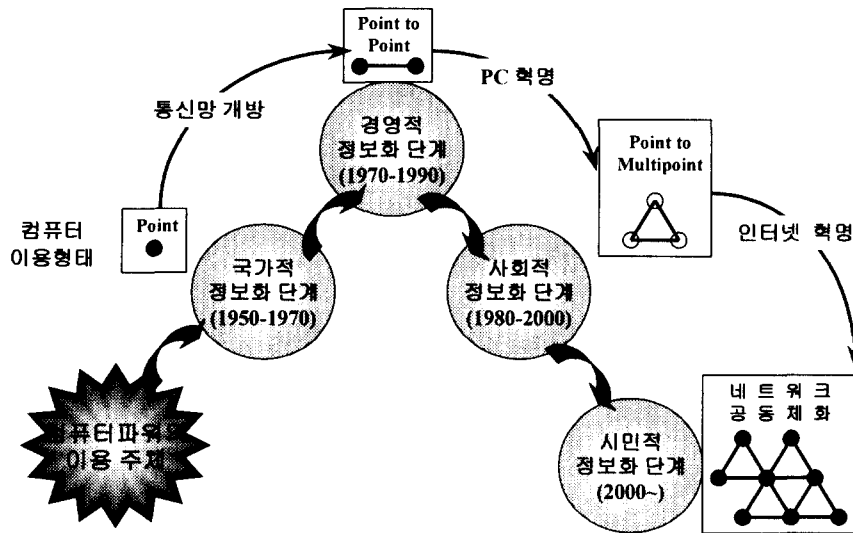 Point to
Point
PC 혁명
통신망 개방
경영적
정보화 단계
(1970-1990)
Point to
Multipoint
컴퓨터
이용형태
Point
인터넷 혁명
국가적
정보화 단계
(1950-1970)
사회적
정보화 단계
(1980-2000)
네트워크
공동체화
컴퓨터파워의
이용 주체
시민적
정보화 단계
(2000~)